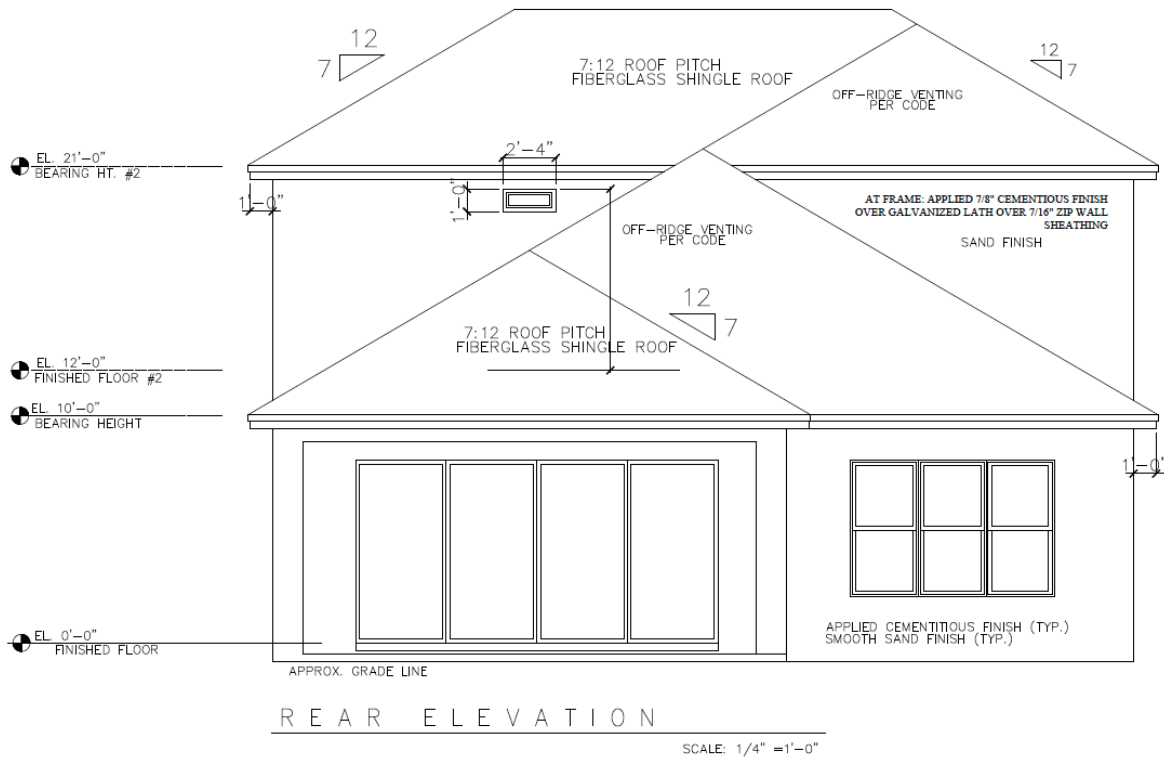 12
7
7:12 ROOF PITCH
FIBERGLASS SHINGLE ROOF
12
7
OFF-RIDGE VENTING
PER CODE
EL. 21'-0"
BEARING HT. #2
2'-4"
1'-0"
1'-0"
AT FRAME: APPLIED 7/8" CEMENTIOUS FINISH
OVER GALVANIZED LATH OVER 7/16" ZIP WALL
SHEATHING
SAND FINISH
OFF-RIDGE VENTING
PER CODE
12
7
7:12 ROOF PITCH
FIBERGLASS SHINGLE ROOF
EL. 12'-0"
FINISHED FLOOR #2
EL. 10'-0"
BEARING HEIGHT
1'-0'
EL. 0'-0"
FINISHED FLOOR
APPLIED CEMENTITIOUS FINISH (TYP.)
SMOOTH SAND FINISH (TYP.)
APPROX. GRADE LINE
REAR ELEVATION
SCALE: 1/4" =1'-0"